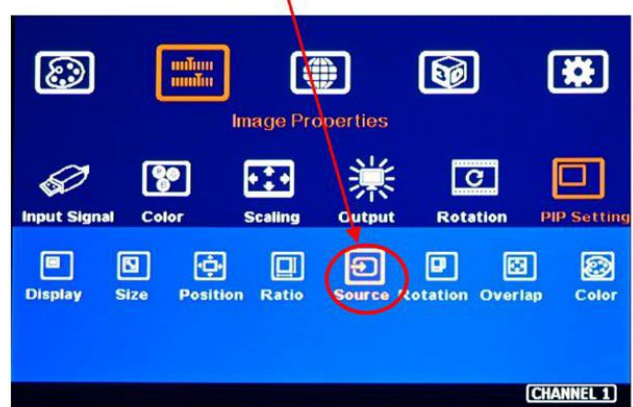 3D
Image Properties
Input Signal Color Scaling Output Rotation PIP Setting
Display Size Position Ratio Source Rotation Overlap Color
CHANNEL 1